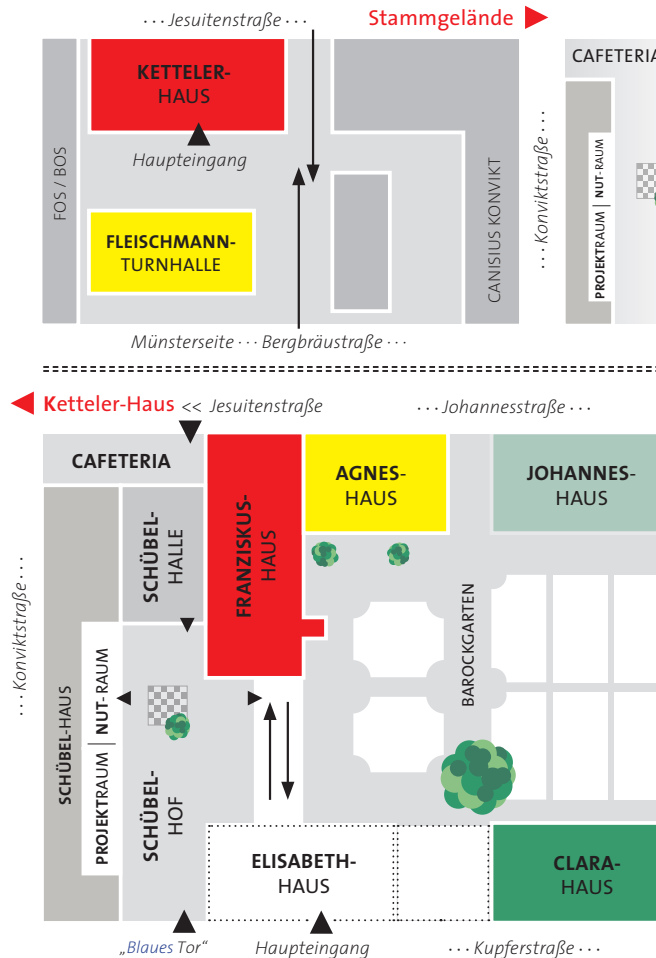 ··· Jesuitenstraße ···
Stammgelände
KETTELER-
HAUS
Haupteingang
FOS / BOS
FLEISCHMANN-
TURNHALLE
CANISIUS KONVIKT
··· Konviktstraße ···
CAFETERIA
PROJEKTRAUM | NUT-RAUM
Münsterseite ··· Bergbräustraße ···
Ketteler-Haus << Jesuitenstraße
··· Johannesstraße ···
CAFETERIA
SCHÜBEL-
HALLE
FRANZISKUS-
HAUS
AGNES-
HAUS
JOHANNES-
HAUS
··· Konviktstraße ···
SCHÜBEL-HAUS
PROJEKTRAUM | NUT-RAUM
SCHÜBEL-
HOF
BAROCKGARTEN
ELISABETH-
HAUS
CLARA-
HAUS
„Blaues Tor“
Haupteingang
··· Kupferstraße ···